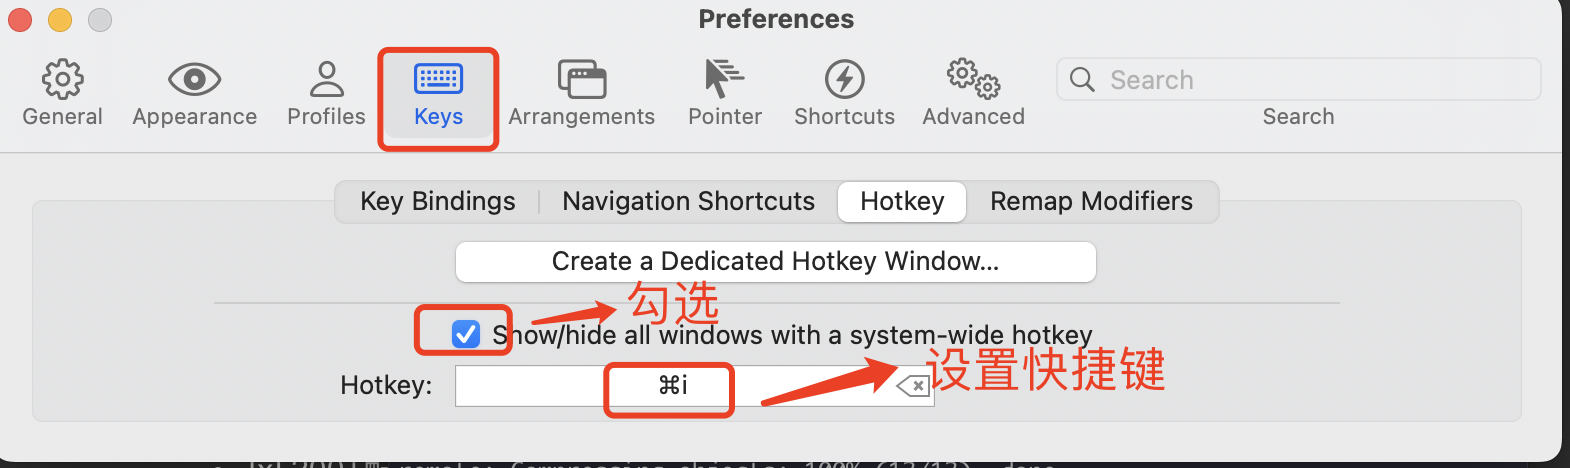 Preferences
General Appearance Profiles Keys Arrangements Pointer Shortcuts Advanced Search
Search
Key Bindings Navigation Shortcuts Hotkey Remap Modifiers
Create a Dedicated Hotkey Window...
勾选
Show/hide all windows with a system-wide hotkey
设置快捷键
Hotkey: ⌘i